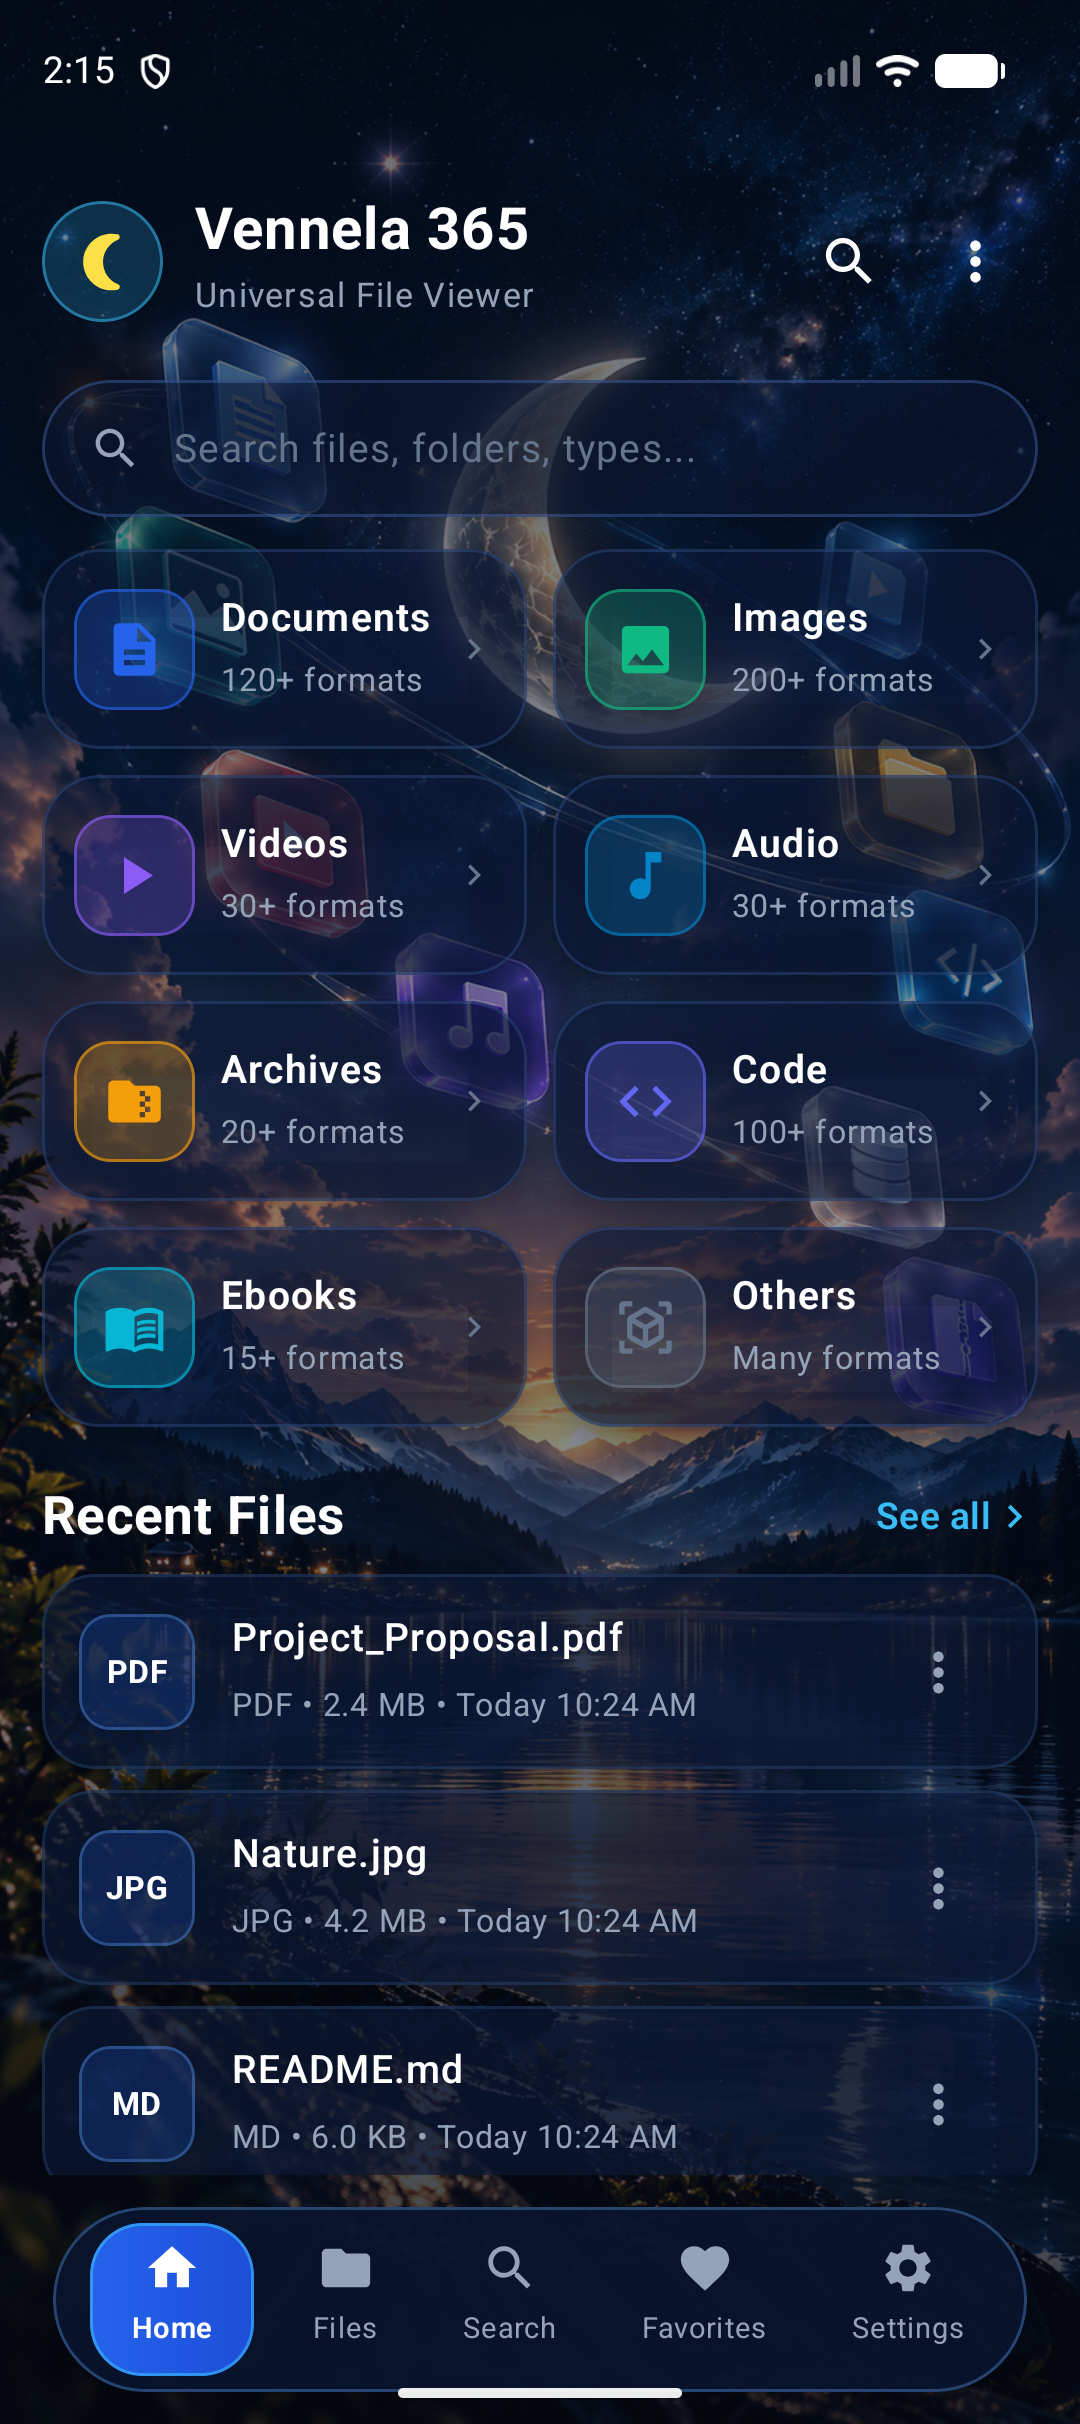 2:15
Vennela 365
Universal File Viewer
Search files, folders, types...
Documents
120+ formats
Images
200+ formats
Videos
30+ formats
Audio
30+ formats
Archives
20+ formats
Code
100+ formats
Ebooks
15+ formats
Others
Many formats
Recent Files
See all
PDF
Project_Proposal.pdf
PDF • 2.4 MB • Today 10:24 AM
JPG
Nature.jpg
JPG • 4.2 MB • Today 10:24 AM
MD
README.md
MD • 6.0 KB • Today 10:24 AM
Home
Files
Search
Favorites
Settings